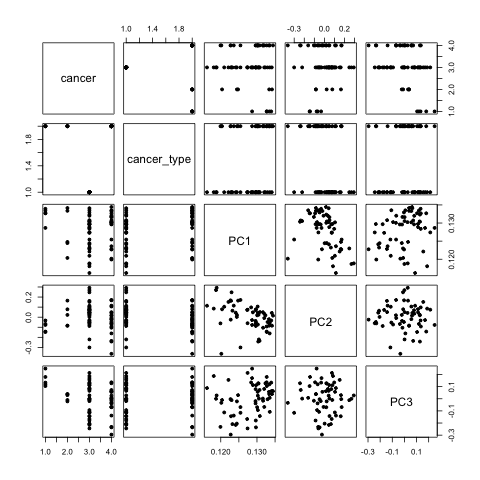 1.0 1.4 1.8 -0.3 0.0 0.2
cancer
1.0 2.0 3.0 4.0
1.0 1.4 1.8
cancer_type
PC1
0.120 0.130
-0.3 0.0 0.2
PC2
PC3
-0.3 -0.1 0.1
1.0 2.0 3.0 4.0 0.120 0.130 -0.3 -0.1 0.1